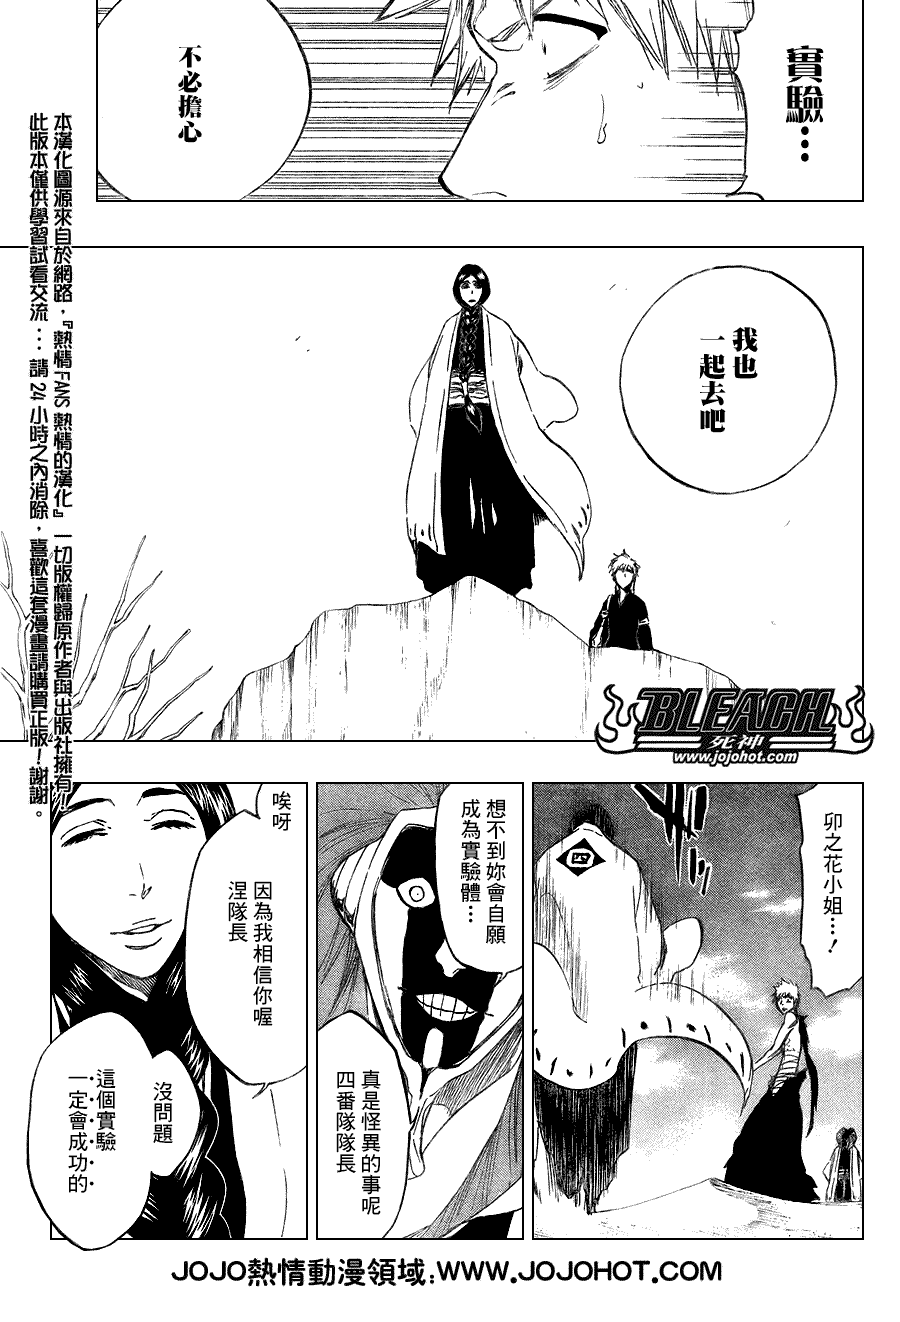 實驗…
不必擔心
我也
一起去吧
卯之花小姐…!
想不到妳會自願
成為實驗體…
真是怪異的事呢
四番隊隊長
唉呀
因為我相信你喔
涅隊長
沒問題
這個實驗
一定會成功的
四
BLEACH
死神
www.jojohot.com
本漢化圖源來自於網路,『熱情FANS 熱情的漢化』一切版權歸原作者與出版社擁有!
此版本僅供學習試看交流…請24小時之內消除,喜歡這套漫畫請購買正版!謝謝。
JOJO熱情動漫領域:WWW.JOJOHOT.COM